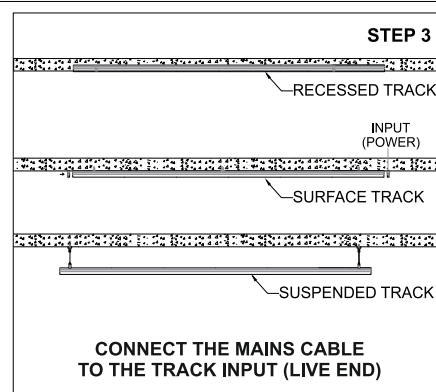 STEP 3
RECESSED TRACK
INPUT
(POWER)
SURFACE TRACK
SUSPENDED TRACK
CONNECT THE MAINS CABLE
TO THE TRACK INPUT (LIVE END)